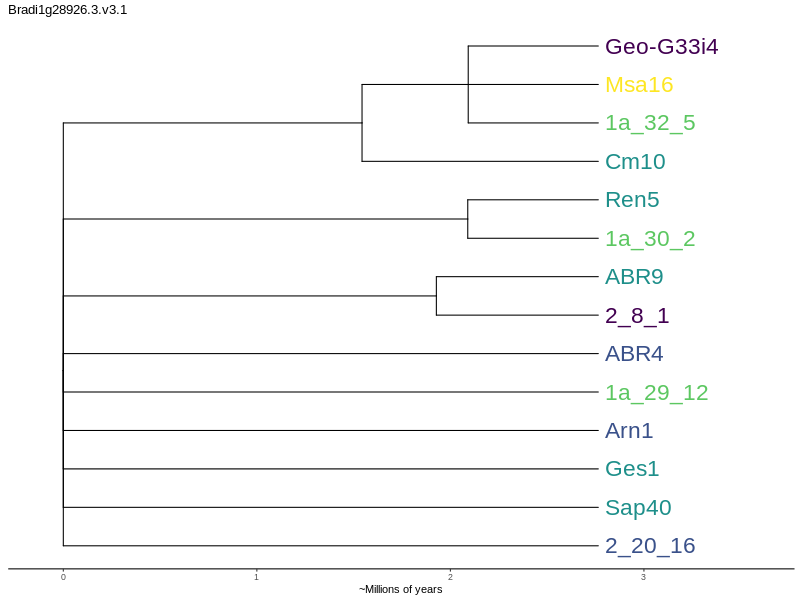 Bradi1g28926.3.v3.1
Geo-G33i4
Msa16
1a_32_5
Cm10
Ren5
1a_30_2
ABR9
2_8_1
ABR4
1a_29_12
Arn1
Ges1
Sap40
2_20_16
0 1 2 3
~Millions of years